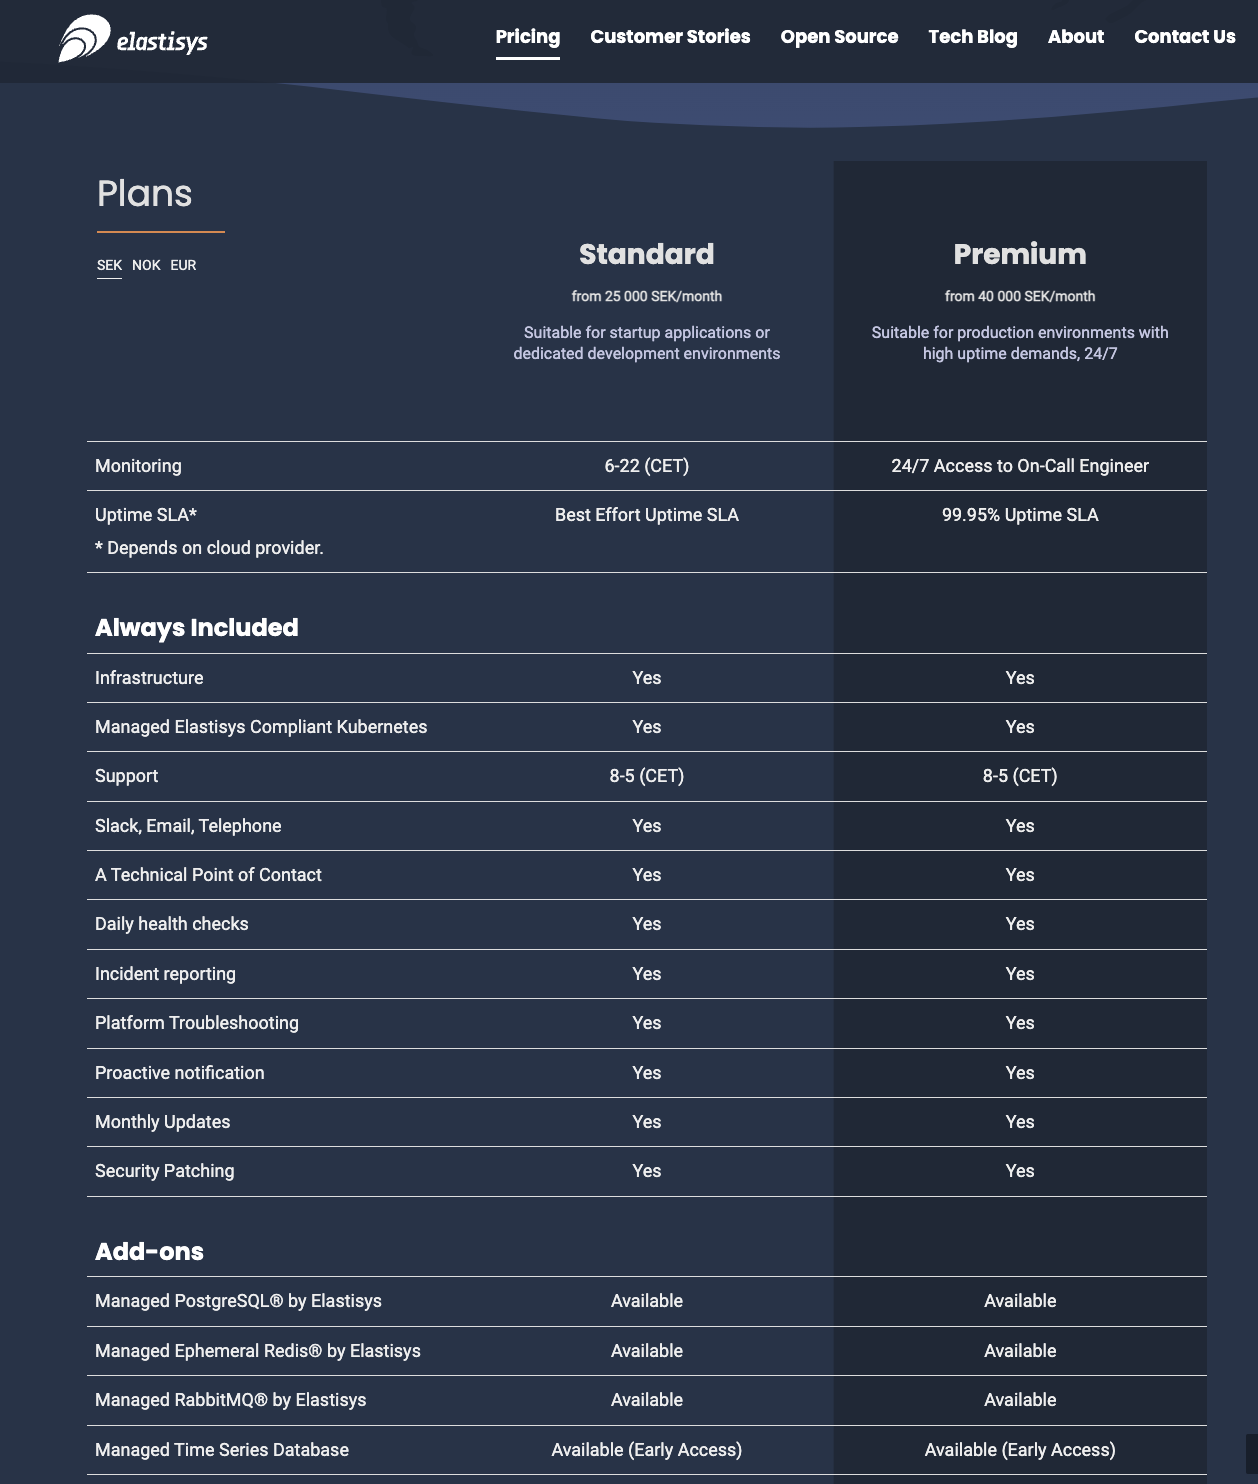 elastisys
Pricing Customer Stories Open Source Tech Blog About Contact Us
Plans
SEK NOK EUR
Standard
from 25 000 SEK/month
Suitable for startup applications or
dedicated development environments
Premium
from 40 000 SEK/month
Suitable for production environments with
high uptime demands, 24/7
Monitoring 6-22 (CET) 24/7 Access to On-Call Engineer
Uptime SLA* Best Effort Uptime SLA 99.95% Uptime SLA
* Depends on cloud provider.
Always Included
Infrastructure Yes Yes
Managed Elastisys Compliant Kubernetes Yes Yes
Support 8-5 (CET) 8-5 (CET)
Slack, Email, Telephone Yes Yes
A Technical Point of Contact Yes Yes
Daily health checks Yes Yes
Incident reporting Yes Yes
Platform Troubleshooting Yes Yes
Proactive notification Yes Yes
Monthly Updates Yes Yes
Security Patching Yes Yes
Add-ons
Managed PostgreSQL® by Elastisys Available Available
Managed Ephemeral Redis® by Elastisys Available Available
Managed RabbitMQ® by Elastisys Available Available
Managed Time Series Database Available (Early Access) Available (Early Access)